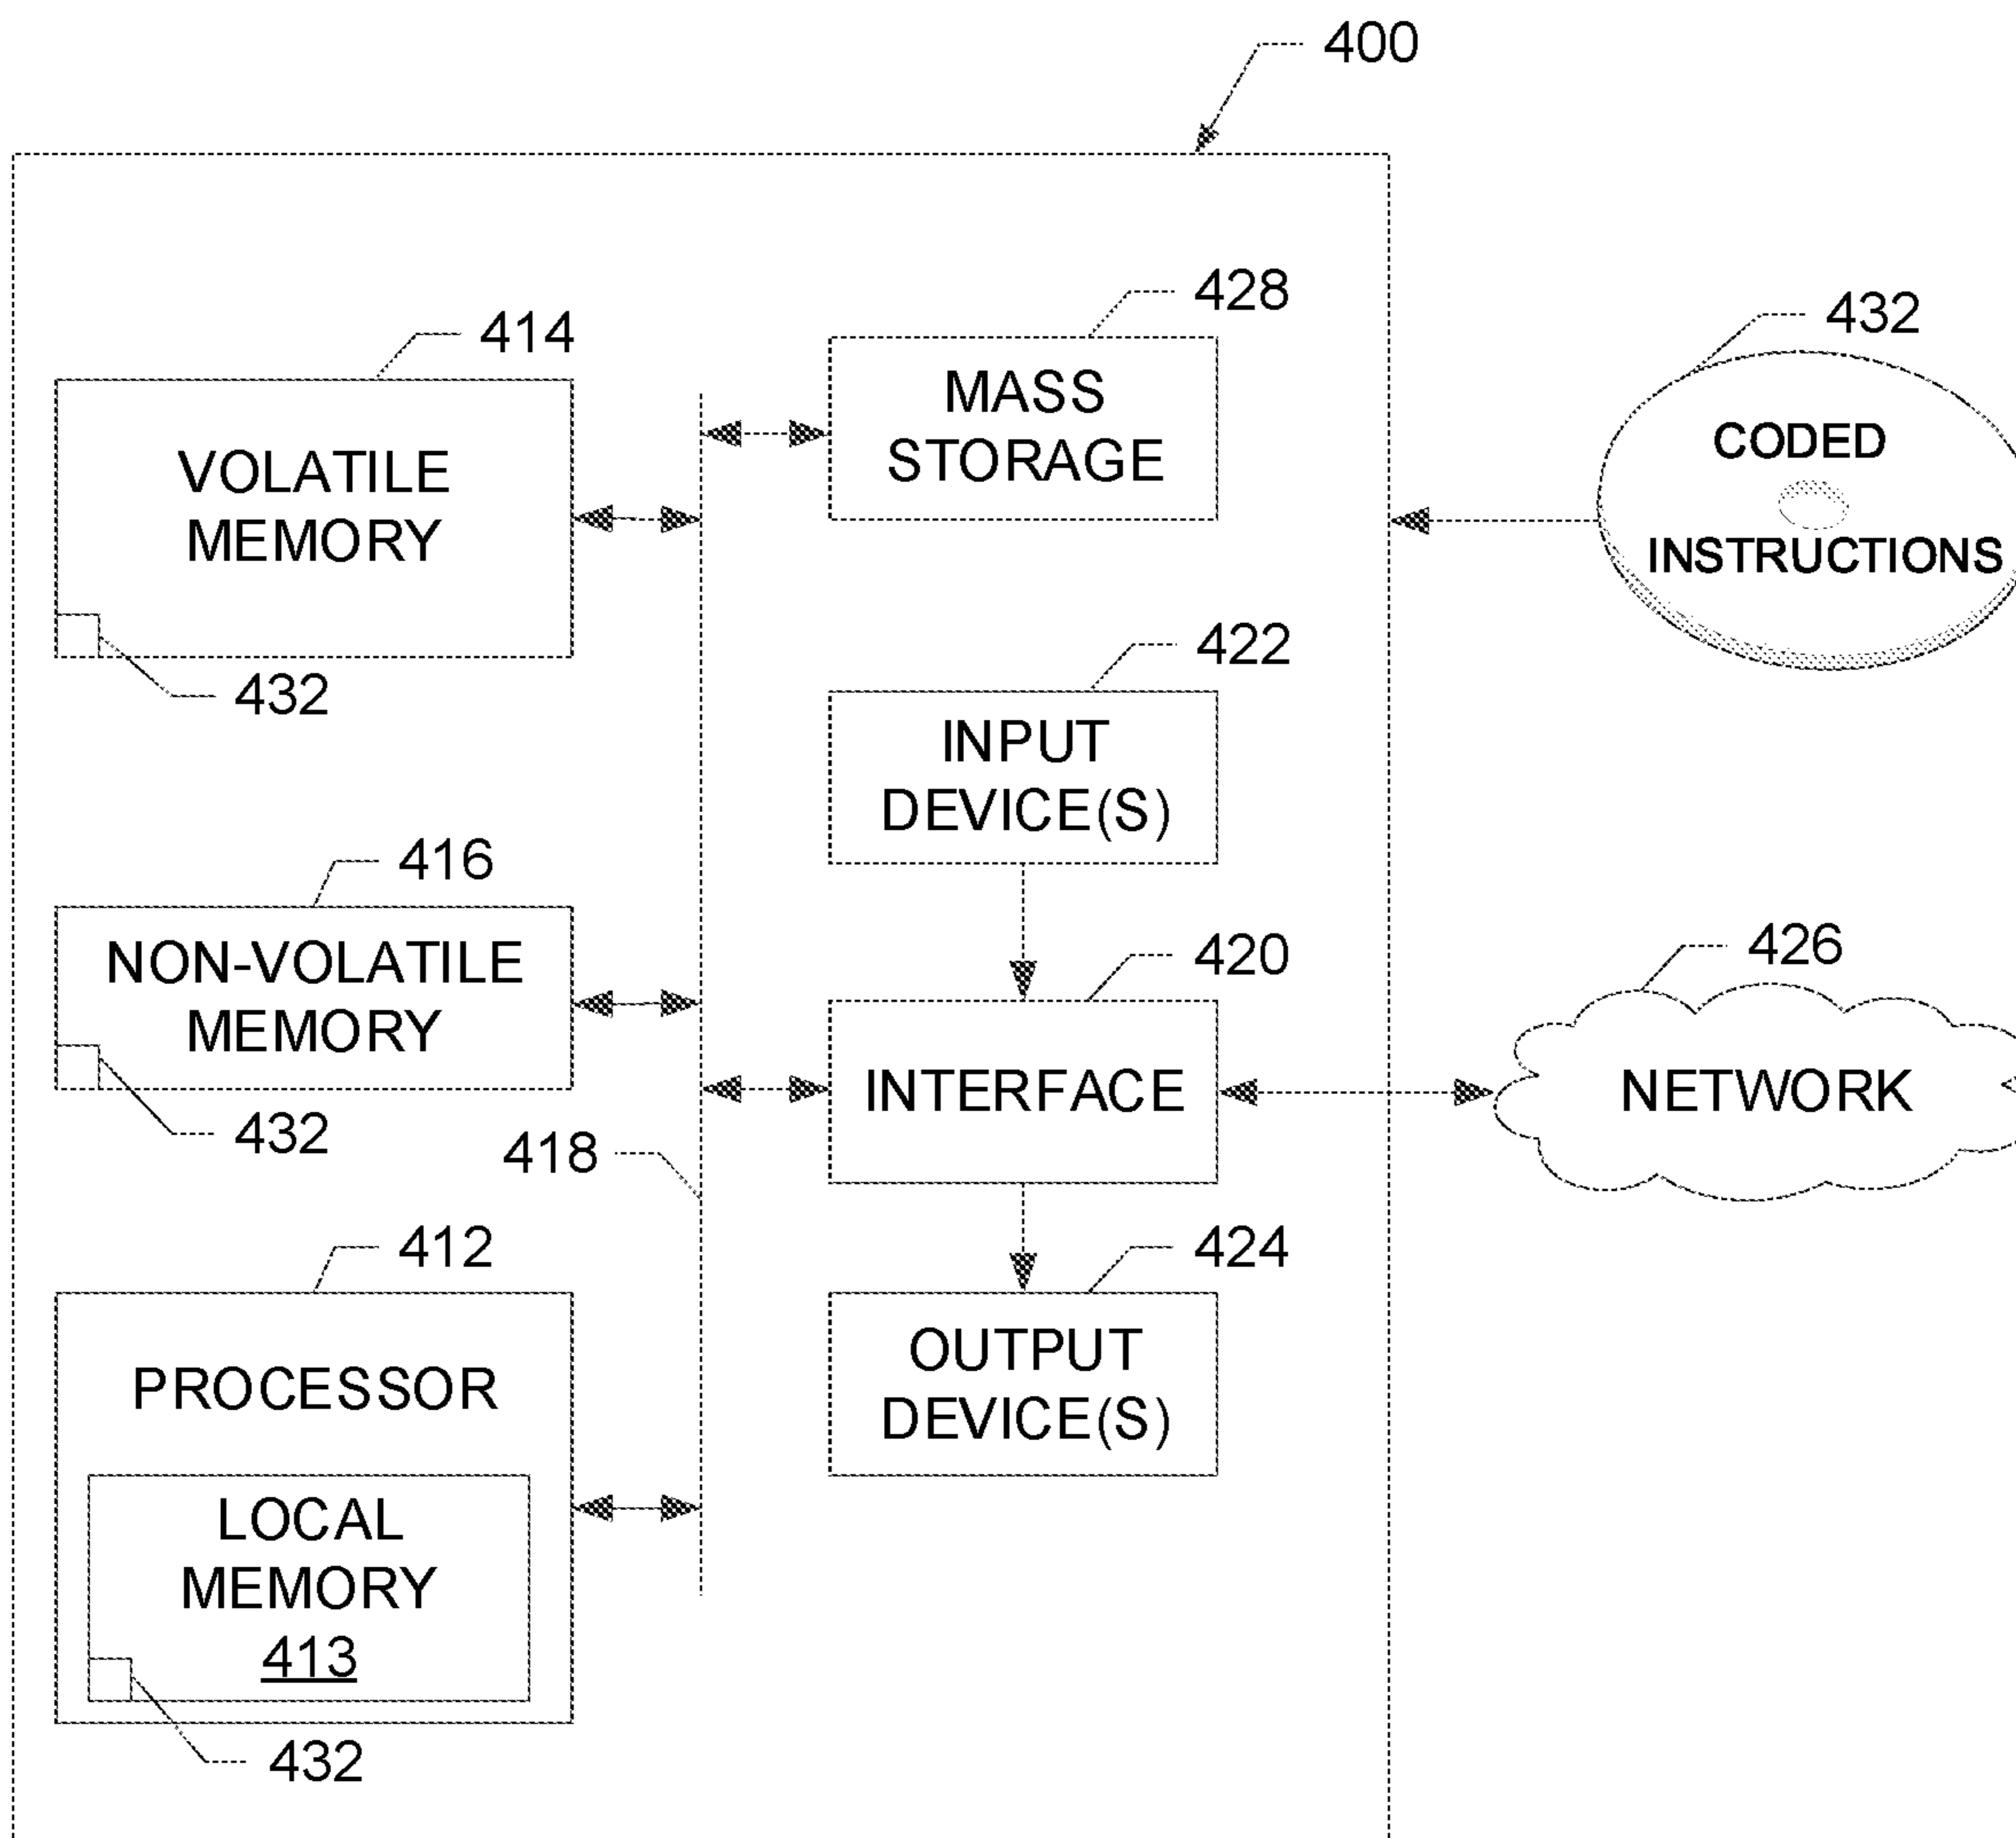 400
428
MASS
STORAGE
414
VOLATILE
MEMORY
432
432
CODED
INSTRUCTIONS
422
INPUT
DEVICE(S)
416
NON-VOLATILE
MEMORY
432
420
INTERFACE
426
NETWORK
418
412
PROCESSOR
LOCAL
MEMORY
413
432
424
OUTPUT
DEVICE(S)